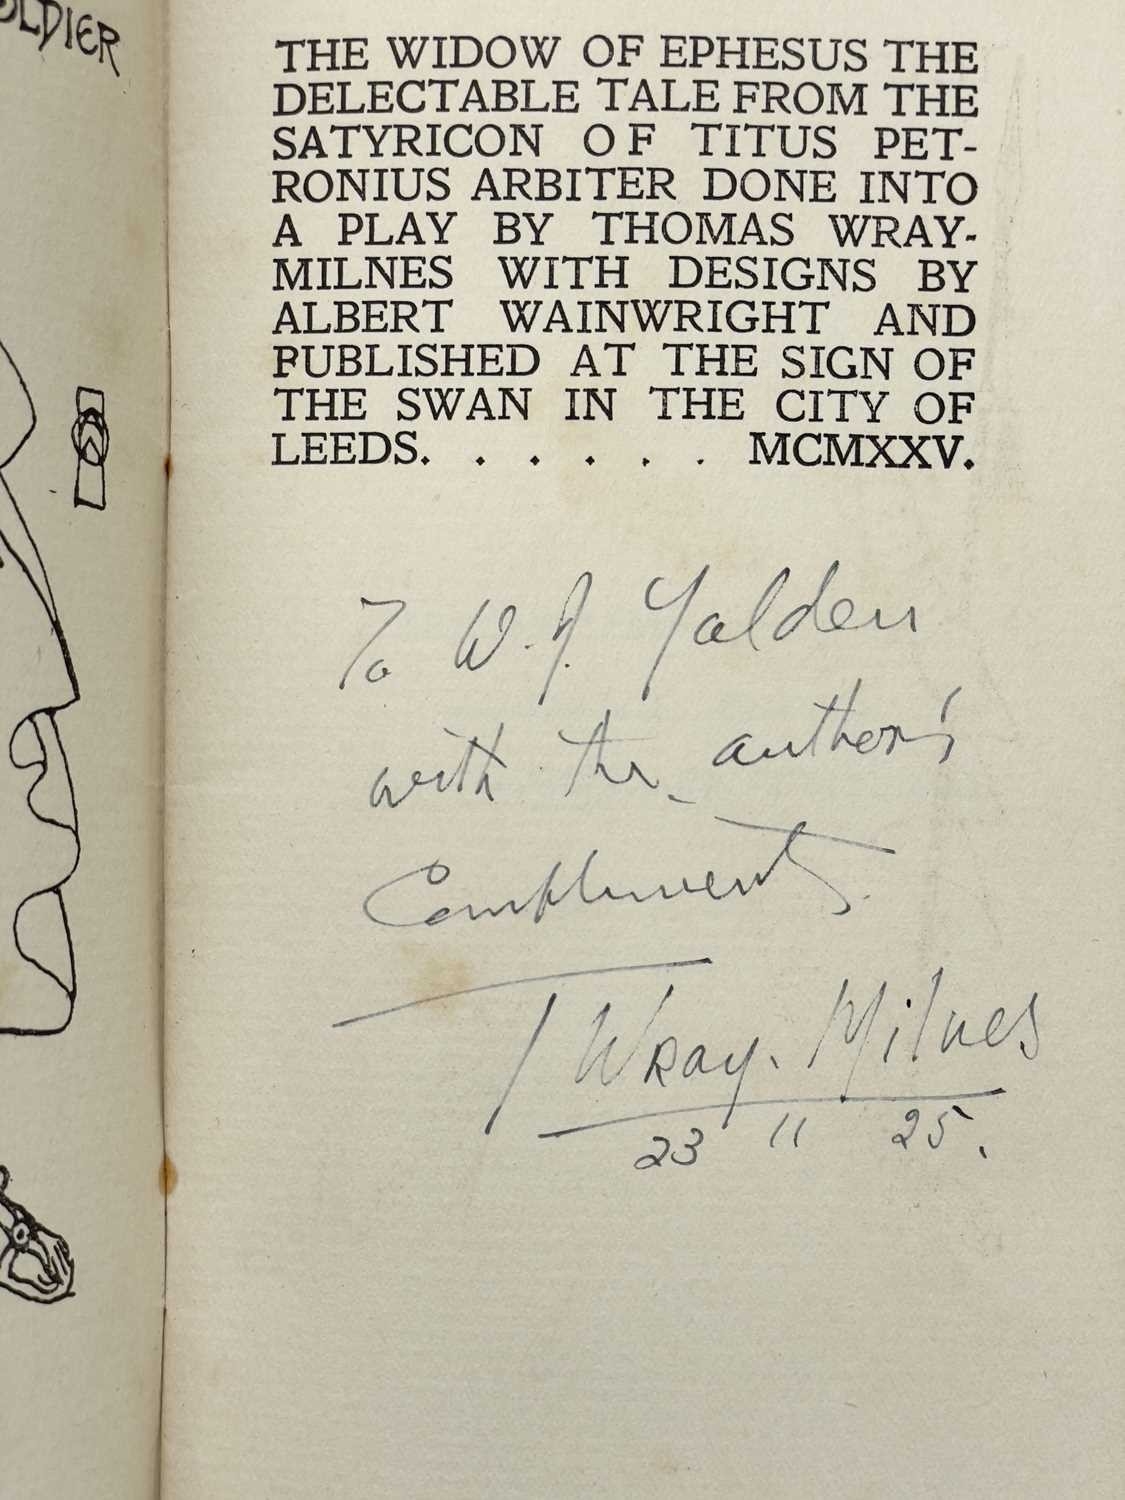 OLDIER
THE WIDOW OF EPHESUS THE
DELECTABLE TALE FROM THE
SATYRICON OF TITUS PET-
RONIUS ARBITER DONE INTO
A PLAY BY THOMAS WRAY-
MILNES WITH DESIGNS BY
ALBERT WAINWRIGHT AND
PUBLISHED AT THE SIGN OF
THE SWAN IN THE CITY OF
LEEDS. . . . . . . MCMXXV.
To W. J. Yalden
with the author's
Compliments.
T Wray-Milnes
23 11 25.